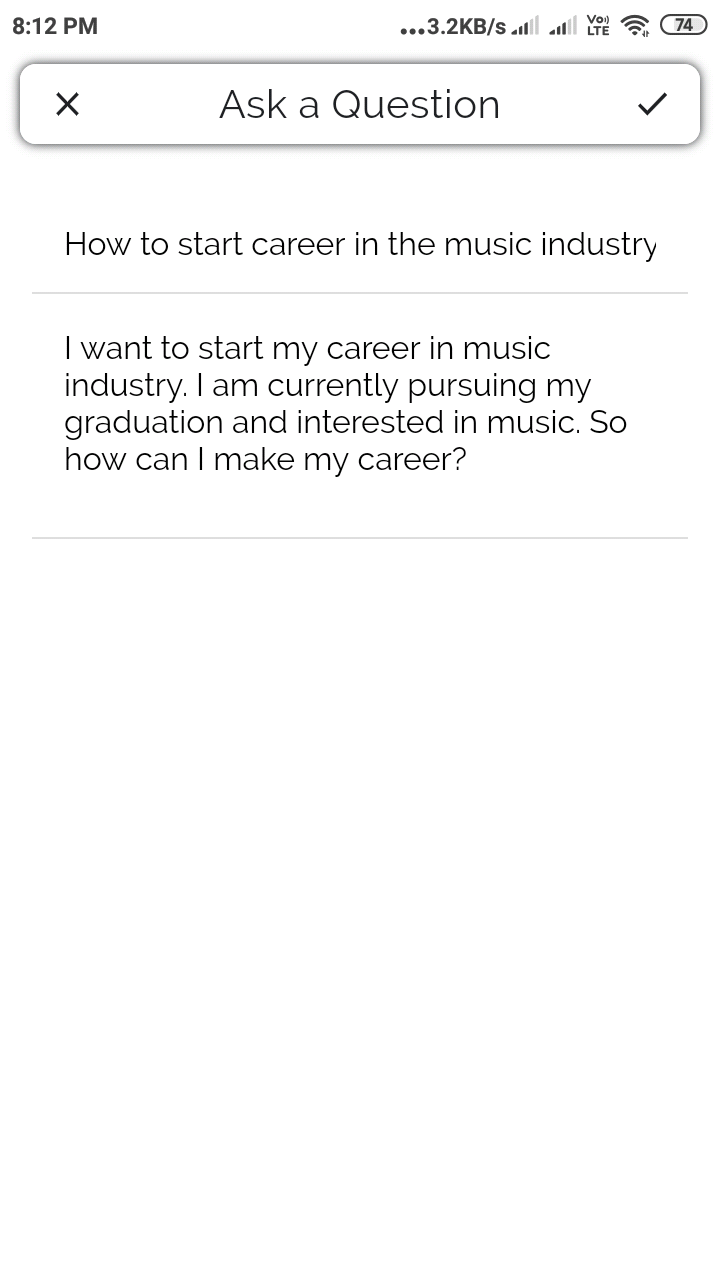 8:12 PM ...3.2KB/s Vo) LTE 74
Ask a Question
How to start career in the music industry
I want to start my career in music
industry. I am currently pursuing my
graduation and interested in music. So
how can I make my career?